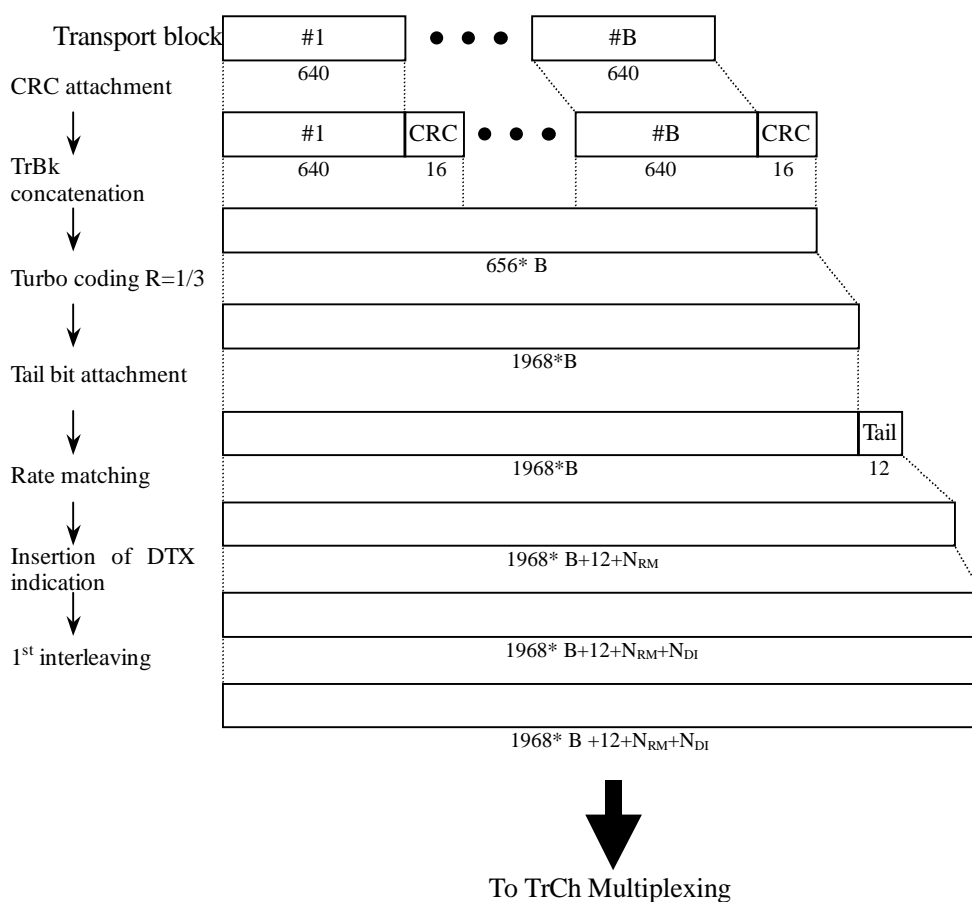 Transport block #1 #B
640 640
CRC attachment
#1 CRC #B CRC
640 16 640 16
TrBk
concatenation
656* B
Turbo coding R=1/3
1968*B
Tail bit attachment
Tail
1968*B 12
Rate matching
1968* B+12+N_RM
Insertion of DTX
indication
1968* B+12+N_RM+N_DI
1st interleaving
1968* B +12+N_RM+N_DI
To TrCh Multiplexing